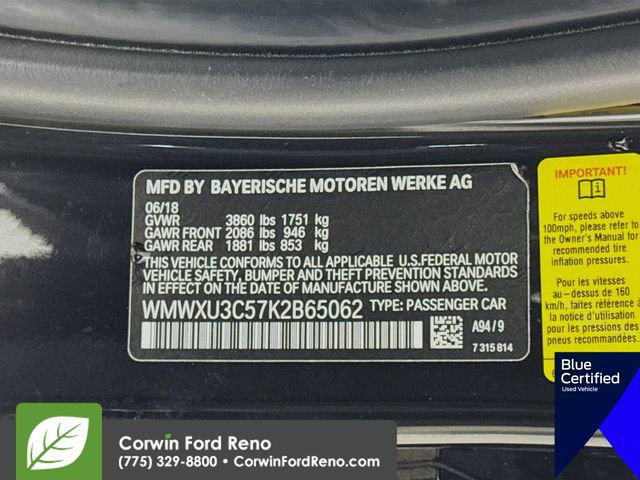 MFD BY BAYERISCHE MOTOREN WERKE AG
06/18
GVWR 3860 lbs 1751 kg
GAWR FRONT 2086 lbs 946 kg
GAWR REAR 1881 lbs 853 kg
THIS VEHICLE CONFORMS TO ALL APPLICABLE U.S.FEDERAL MOTOR
VEHICLE SAFETY, BUMPER AND THEFT PREVENTION STANDARDS
IN EFFECT ON THE DATE OF MANUFACTURE SHOWN ABOVE.
WMWXU3C57K2B65062 TYPE: PASSENGER CAR
A94/9
7 315 814
IMPORTANT!
For speeds above
100mph, please refer to
the Owner's Manual for
recommended tire
inflation pressures.
Pour les vitesses
au-dessus de 160
km/h, faites référence à
pour les pressions des
pneus recommandées.
Blue
Certified
Used Vehicle
Corwin Ford Reno
(775) 329-8800 • CorwinFordReno.com